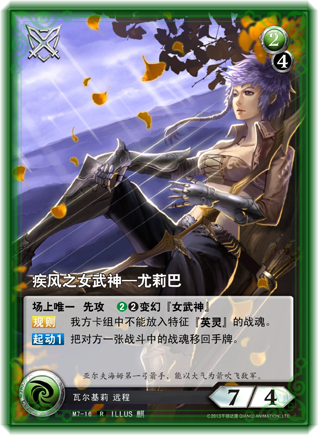 2
4
疾风之女武神—尤莉巴
场上唯一 先攻 2 2变幻『女武神』
规则 我方卡组中不能放入特征『英灵』的战魂。
起动1 把对方一张战斗中的战魂移回手牌。
亚尔夫海姆第一弓箭手，能以大气为箭吹飞敌军。
瓦尔基莉 远程
7 / 4
M7-16 R ILLUS